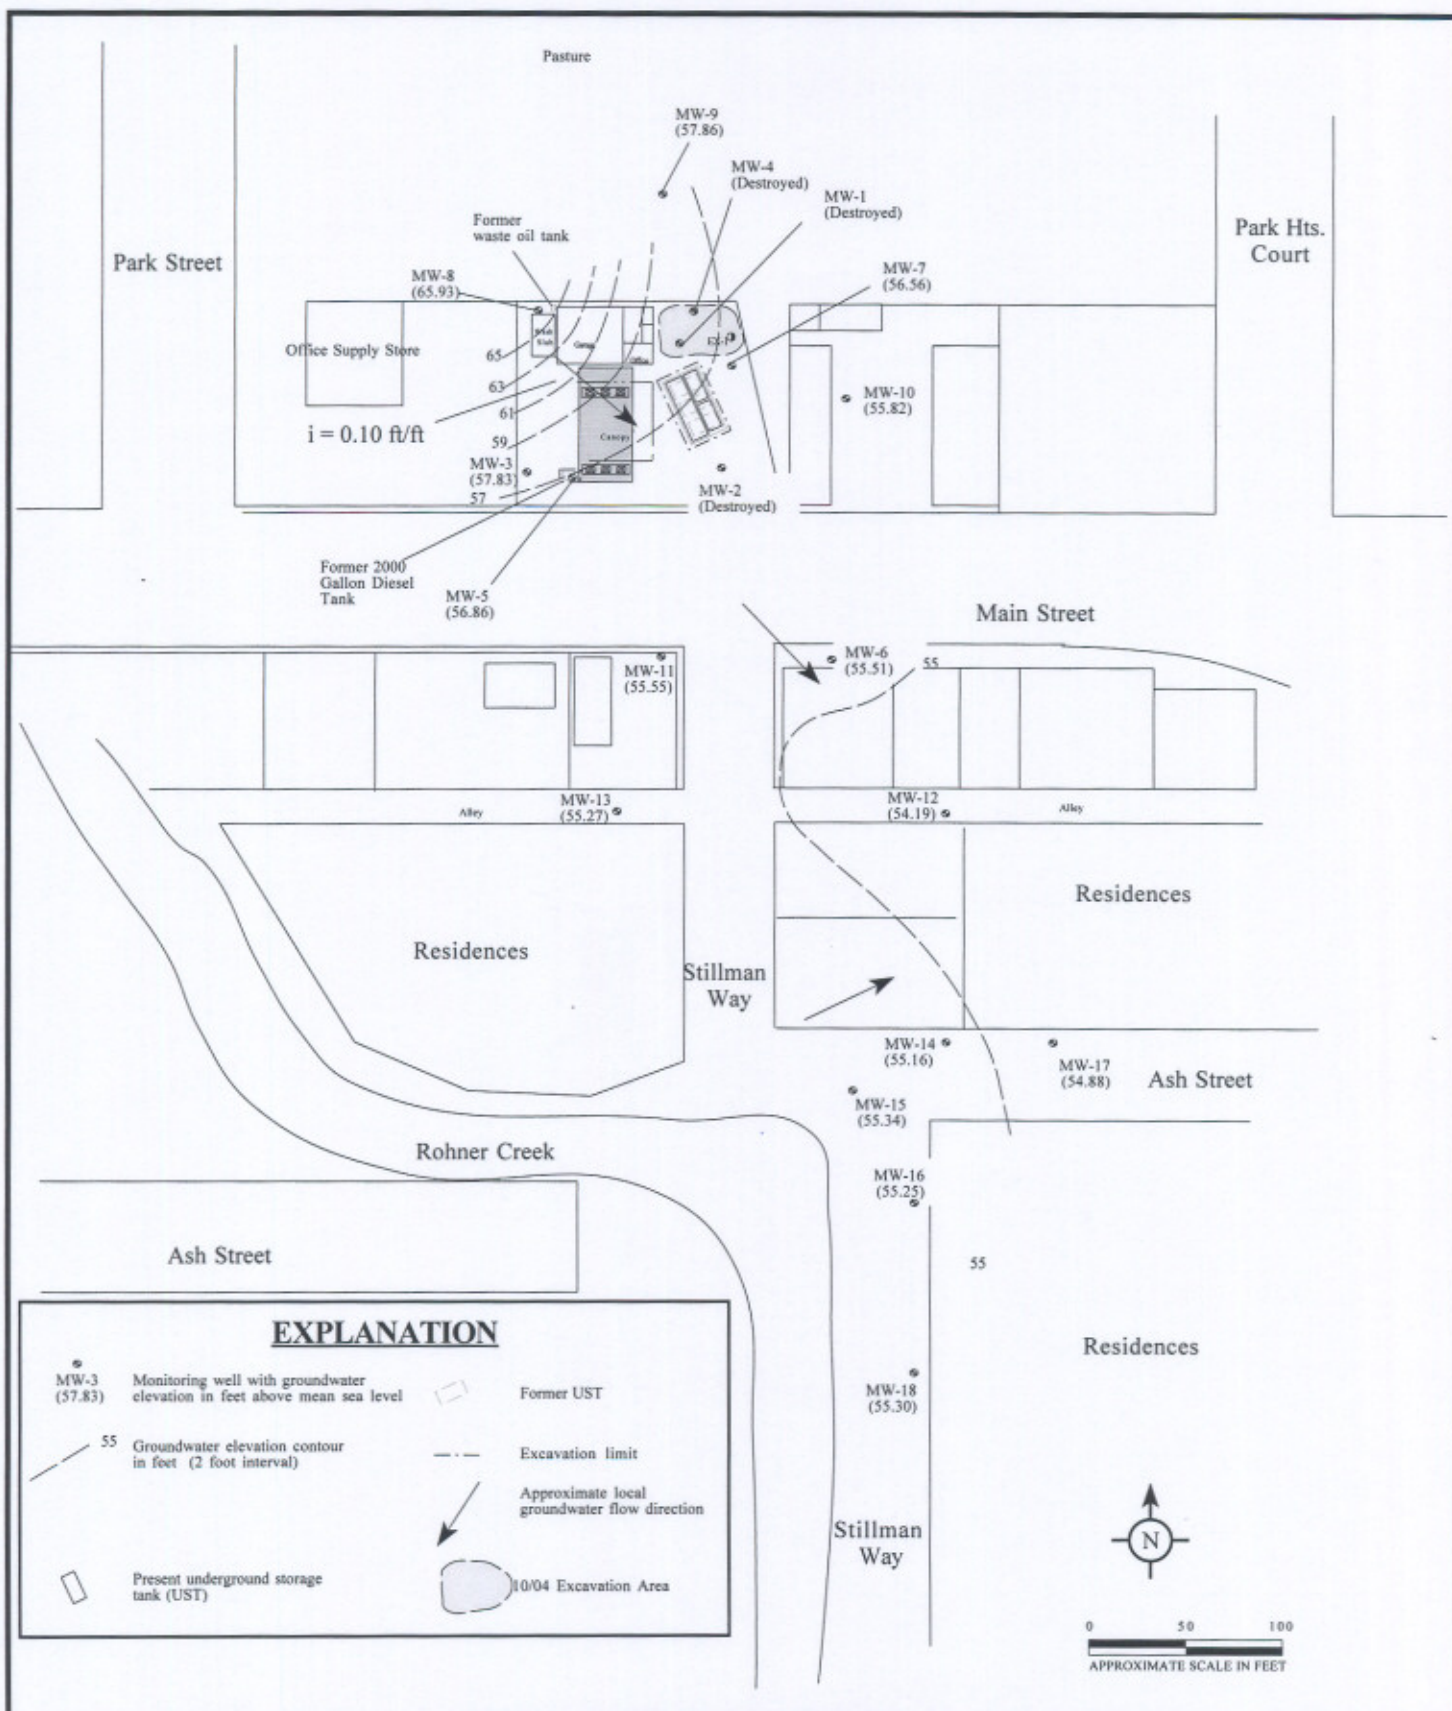 Pasture
MW-9
(57.86)
MW-4
(Destroyed)
MW-1
(Destroyed)
Former
waste oil tank
Park Street
Park Hts.
Court
MW-8
(65.93)
MW-7
(56.56)
Office Supply Store
Garage
Office
65
63
61
59
57
i = 0.10 ft/ft
Canopy
MW-10
(55.82)
MW-3
(57.83)
MW-2
(Destroyed)
Former 2000
Gallon Diesel
Tank
MW-5
(56.86)
Main Street
MW-11
(55.55)
MW-6
(55.51)
55
MW-13
(55.27)
Alley
MW-12
(54.19)
Alley
Residences
Residences
Stillman
Way
MW-14
(55.16)
MW-17
(54.88)
Ash Street
MW-15
(55.34)
Rohner Creek
MW-16
(55.25)
Ash Street
55
Residences
MW-18
(55.30)
Stillman
Way
EXPLANATION
MW-3
(57.83)
Monitoring well with groundwater
elevation in feet above mean sea level
Former UST
55
Groundwater elevation contour
in feet (2 foot interval)
Excavation limit
Approximate local
groundwater flow direction
Present underground storage
tank (UST)
10/04 Excavation Area
N
0 50 100
APPROXIMATE SCALE IN FEET